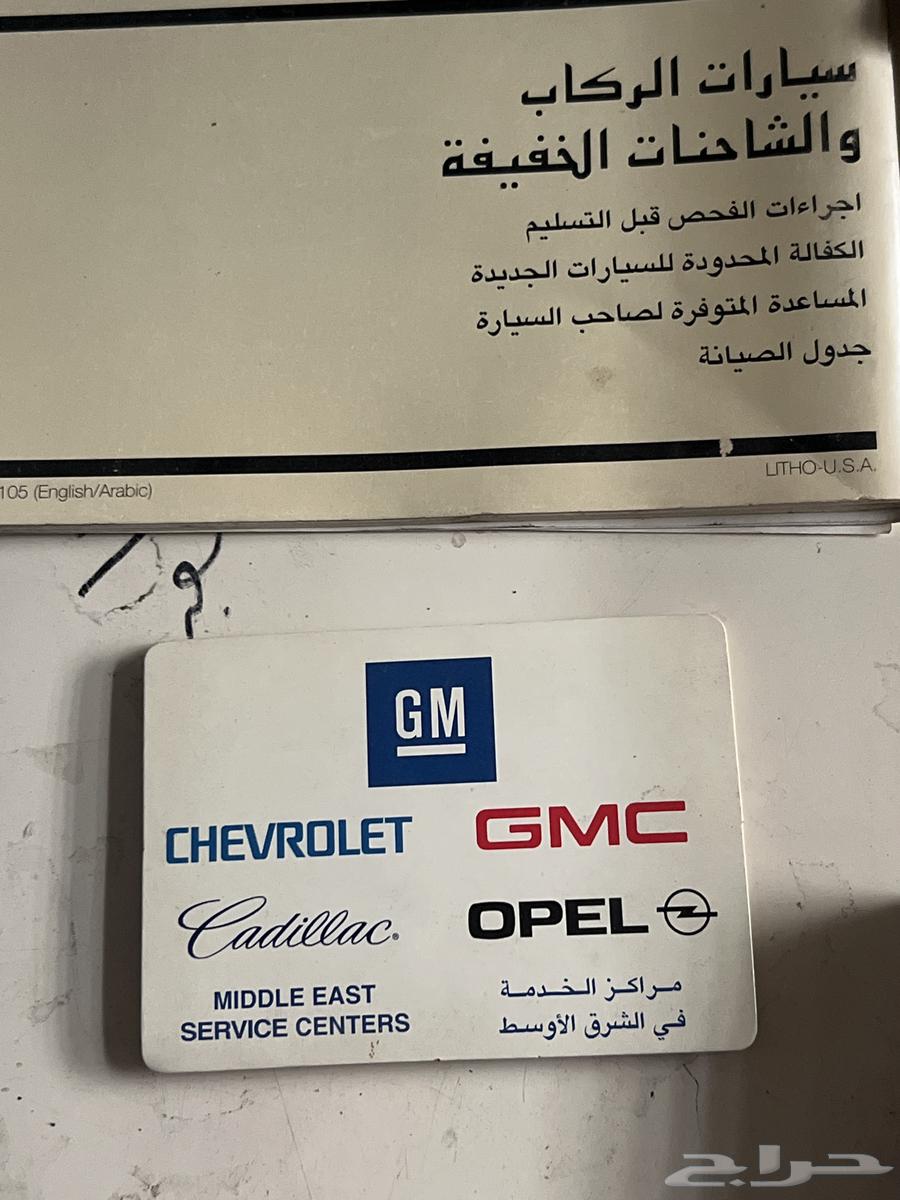 سيارات الركاب
والشاحنات الخفيفة
اجراءات الفحص قبل التسليم
الكفالة المحدودة للسيارات الجديدة
المساعدة المتوفرة لصاحب السيارة
جدول الصيانة
LITHO-U.S.A.
105 (English/Arabic)
GM
CHEVROLET
GMC
Cadillac
OPEL
MIDDLE EAST
SERVICE CENTERS
مراكز الخدمة
في الشرق الأوسط
حراج